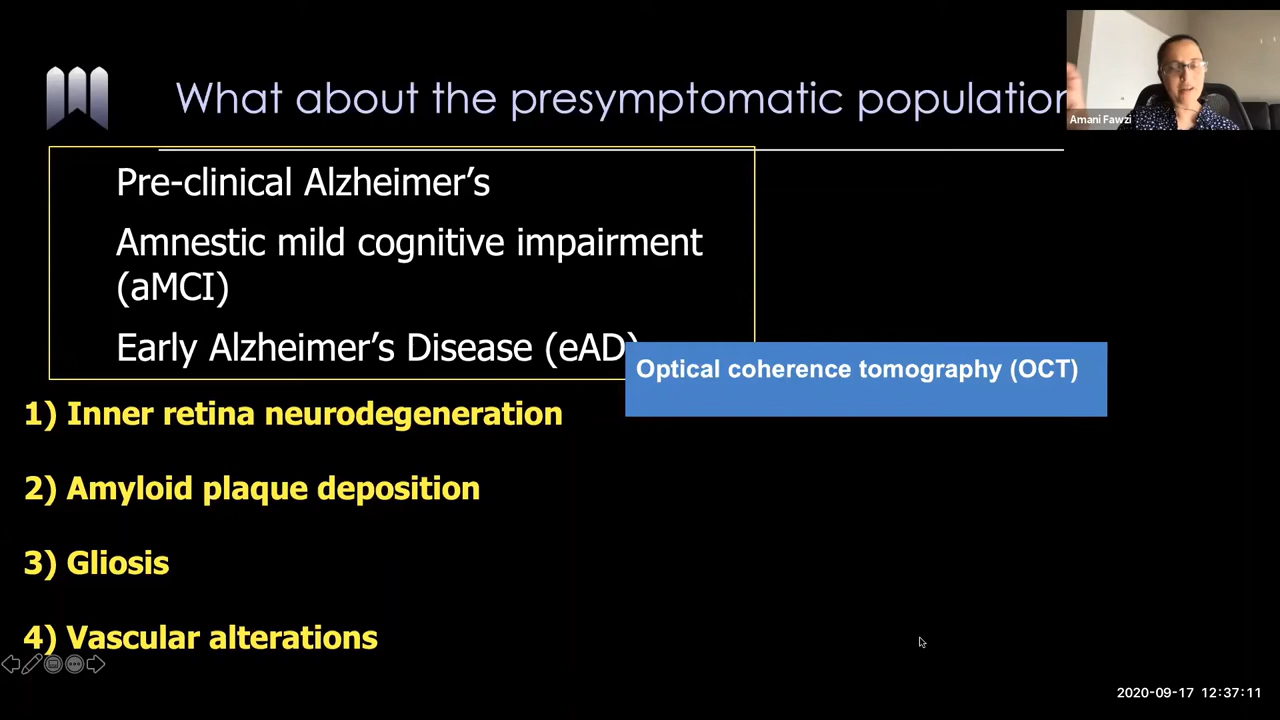 What about the presymptomatic population
Amani Fawzi
Pre-clinical Alzheimer’s
Amnestic mild cognitive impairment
(aMCI)
Early Alzheimer’s Disease (eAD)
Optical coherence tomography (OCT)
1) Inner retina neurodegeneration
2) Amyloid plaque deposition
3) Gliosis
4) Vascular alterations
2020-09-17 12:37:11